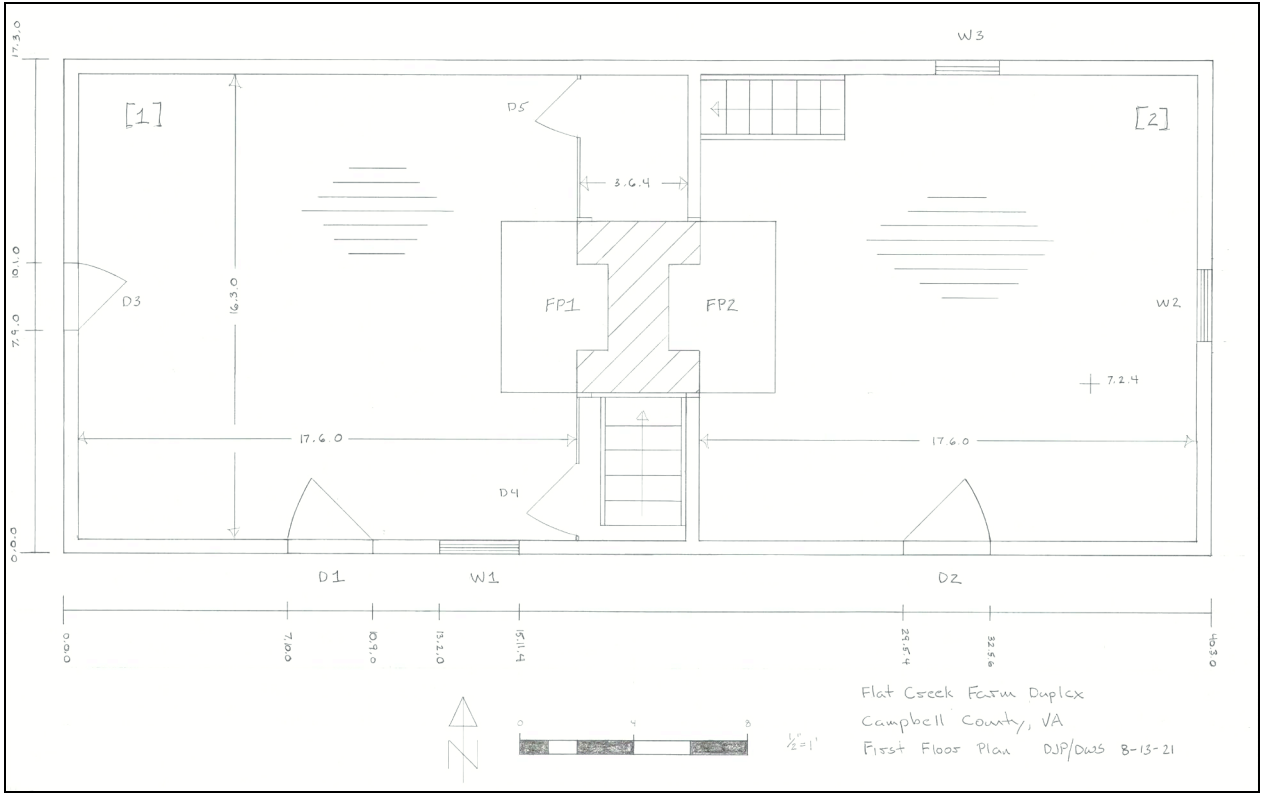 17.3.0
W3
[1]
D5
[2]
3.6.4
10.1.0
D3
16.3.0
FP1
FP2
W2
7.9.0
7.2.4
17.6.0
17.6.0
D4
0.0.0
D1
W1
D2
0.0.0
7.10.0
10.9.0
13.2.0
15.11.4
29.5.4
32.5.6
40.3.0
Flat Creek Farm Duplex
Campbell County, VA
First Floor Plan DJP/DWS 8-13-21
N
0 4 8
1/2"=1'